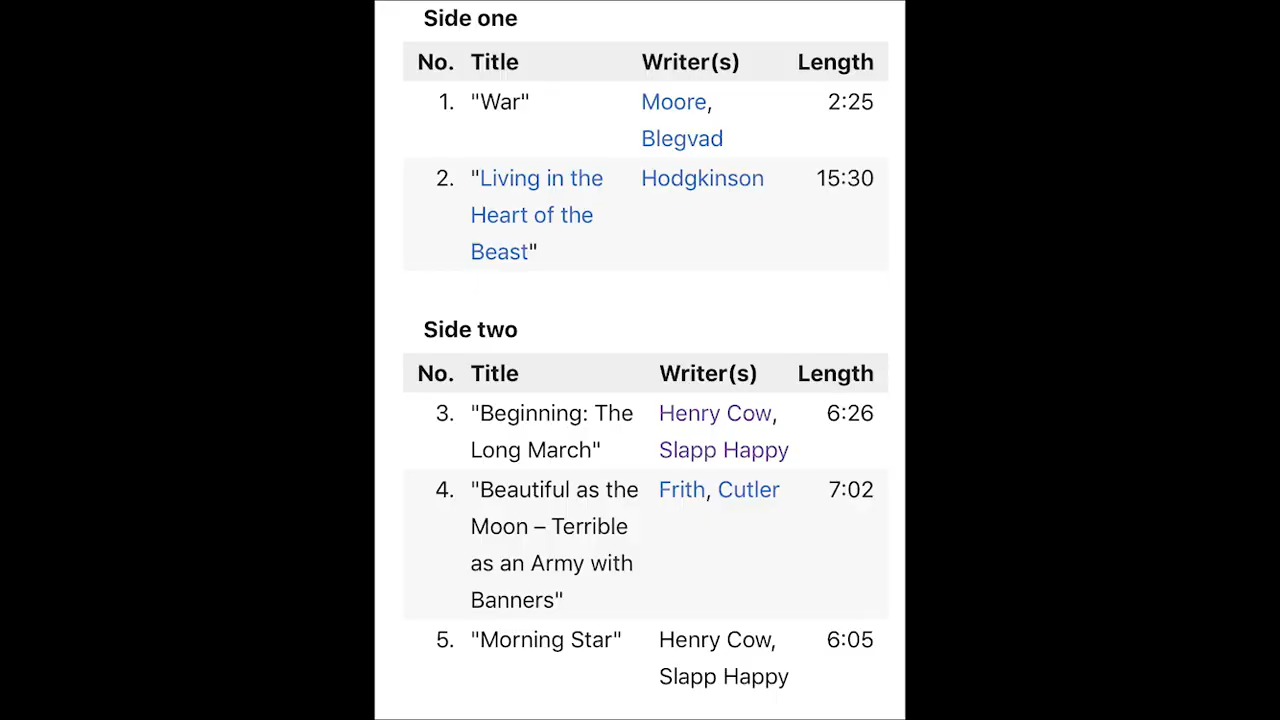 Side one
No. Title Writer(s) Length
1. "War" Moore, 2:25
Blegvad
2. "Living in the Hodgkinson 15:30
Heart of the
Beast"
Side two
No. Title Writer(s) Length
3. "Beginning: The Henry Cow, 6:26
Long March" Slapp Happy
4. "Beautiful as the Frith, Cutler 7:02
Moon – Terrible
as an Army with
Banners"
5. "Morning Star" Henry Cow, 6:05
Slapp Happy